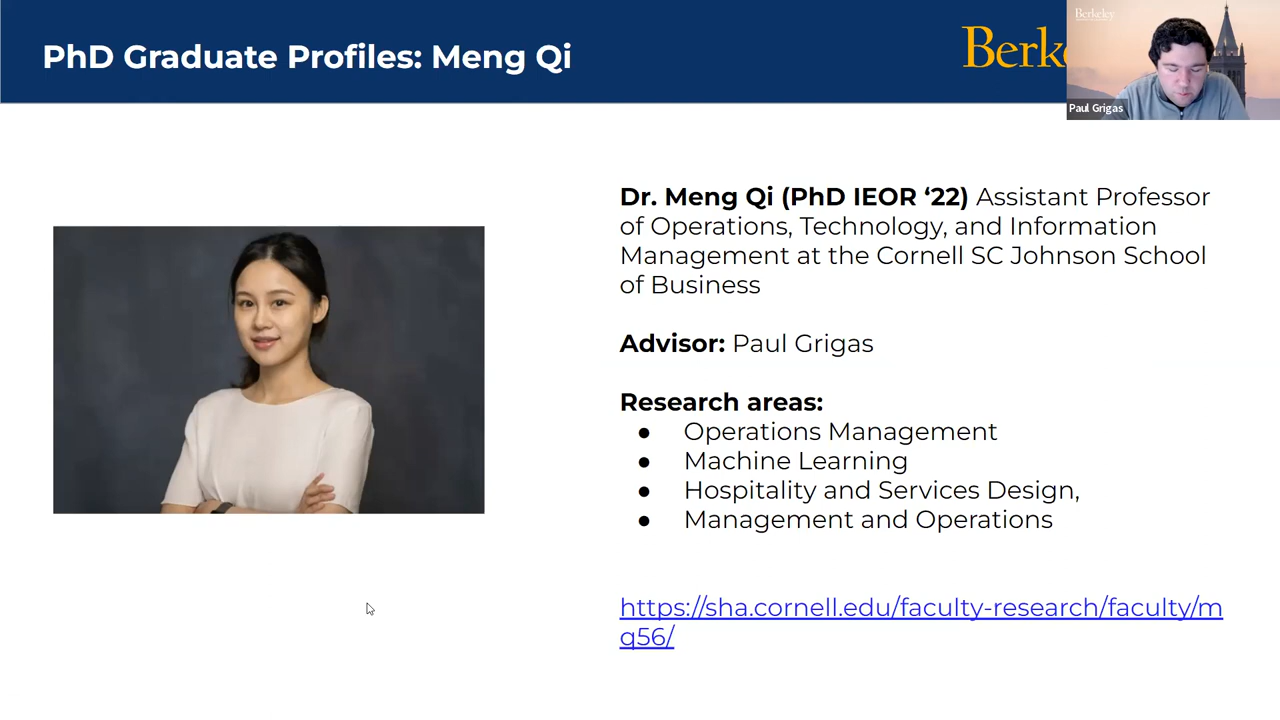 PhD Graduate Profiles: Meng Qi
Berke
Berkeley
Paul Grigas
Dr. Meng Qi (PhD IEOR ‘22) Assistant Professor
of Operations, Technology, and Information
Management at the Cornell SC Johnson School
of Business
Advisor: Paul Grigas
Research areas:
● Operations Management
● Machine Learning
● Hospitality and Services Design,
● Management and Operations
https://sha.cornell.edu/faculty-research/faculty/m
q56/